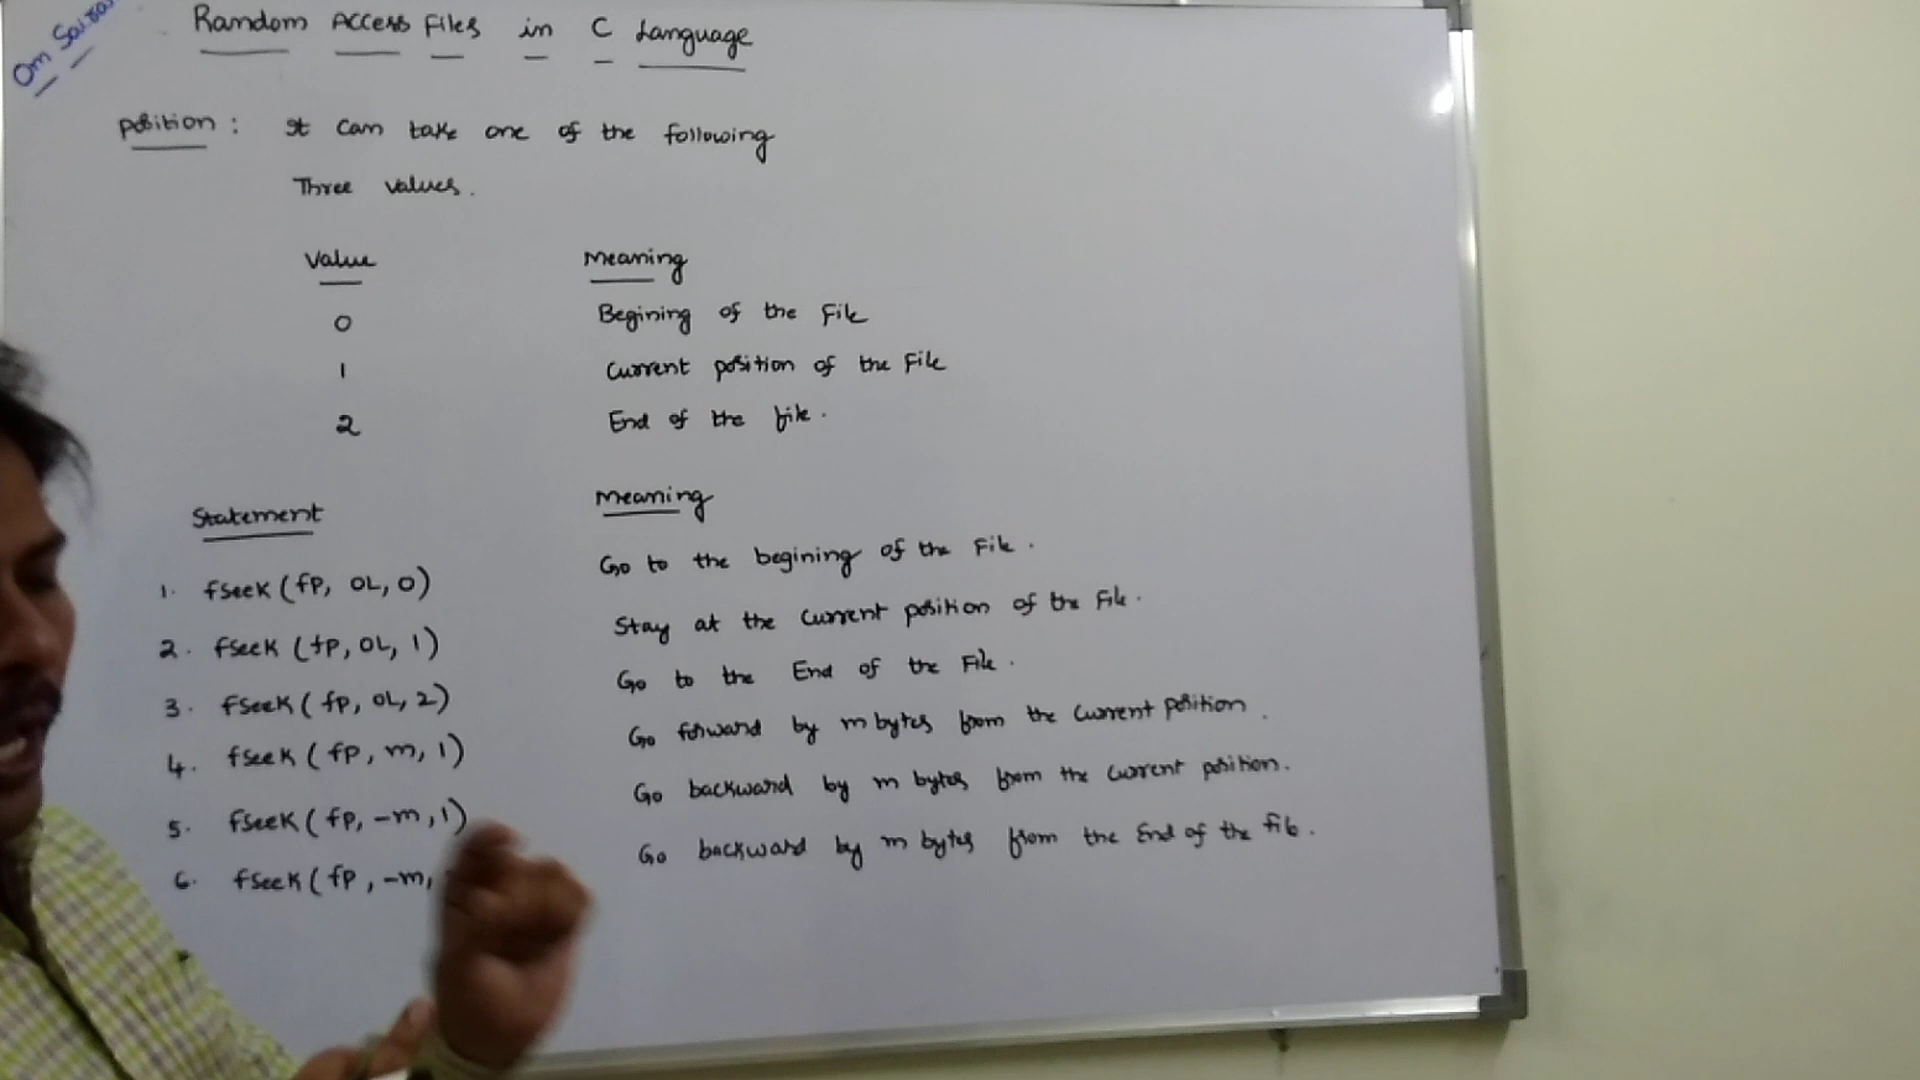 Om Sairam
Random Access Files in C Language
Position : It can take one of the following
Three values.
Value Meaning
0 Begining of the File
1 Current position of the File
2 End of the file.
Statement Meaning
1. fseek (fp, 0L, 0) Go to the begining of the File.
2. fseek (fp, 0L, 1) Stay at the current position of the File.
3. fseek ( fp, 0L, 2) Go to the End of the File.
4. fseek ( fp, m, 1) Go forward by m bytes from the current position.
5. fseek ( fp, -m, 1) Go backward by m bytes from the current position.
6. fseek ( fp, -m, Go backward by m bytes from the End of the file.